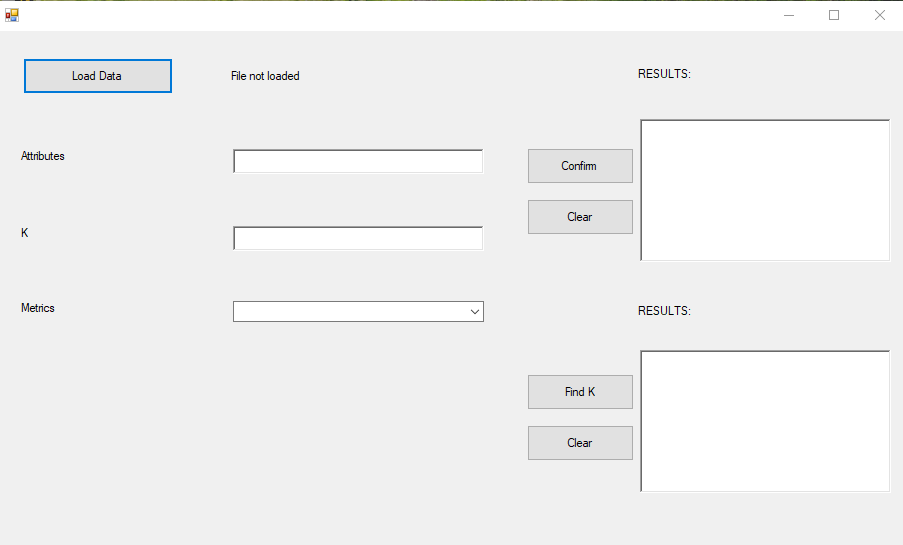 Load Data
File not loaded
RESULTS:
Attributes
Confirm
Clear
K
Metrics
RESULTS:
Find K
Clear